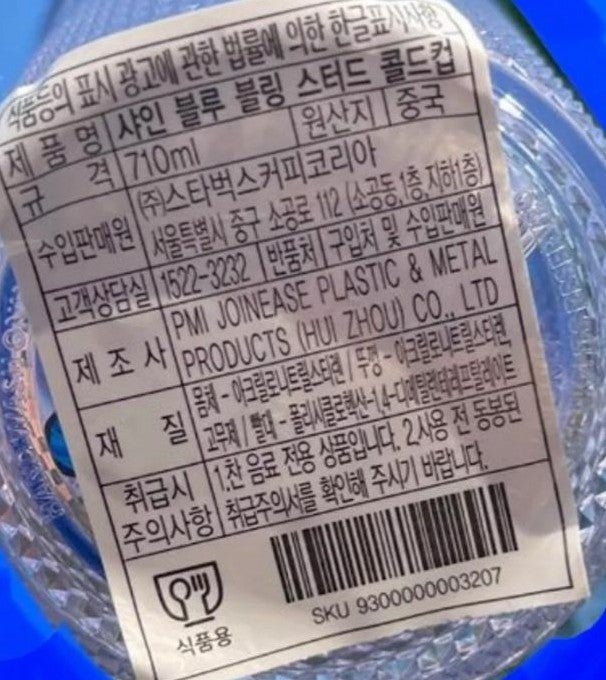 식품등의 표시 광고에 관한 법률에 의한 한글표시사항
제품명 사인 블루 블링 스터드 콜드컵
규격 710ml 원산지 중국
수입판매원 (주)스타벅스커피코리아
서울특별시 중구 소공로 112 (소공동,1층,지하1층)
고객상담실 1522-3232 반품처 구입처 및 수입판매원
제조사 PMI JOINEASE PLASTIC & METAL
PRODUCTS (HUI ZHOU) CO., LTD
재질 몸체 - 아크릴로니트릴스티렌 / 뚜껑 - 아크릴로니트릴스티렌,
고무제 / 빨대 - 폴리시클로헥산-1,4-디메틸렌테레프탈레이트
취급시 주의사항 1.찬 음료 전용 상품입니다. 2.사용 전 동봉된
취급주의서를 확인해 주시기 바랍니다.
식품용
SKU 9300000003207